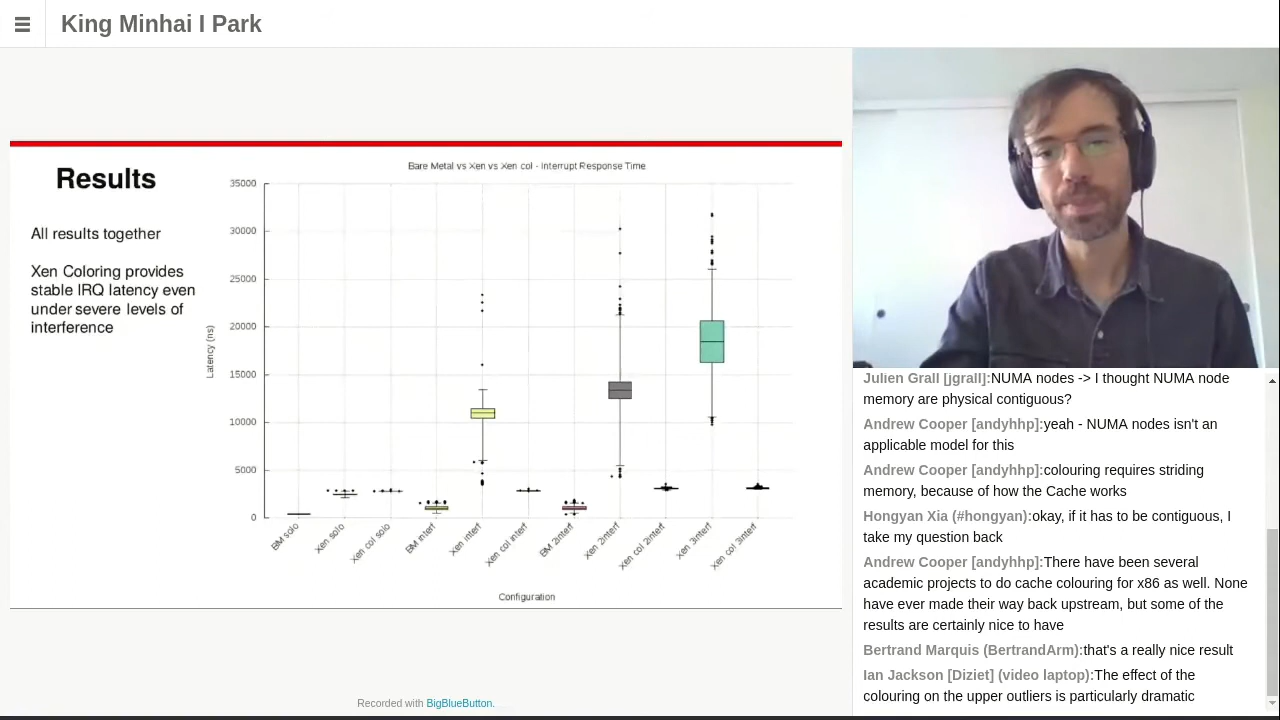 King Minhai I Park
Results
All results together
Xen Coloring provides
stable IRQ latency even
under severe levels of
interference
Bare Metal vs Xen vs Xen col - Interrupt Response Time
35000
30000
25000
20000
15000
10000
5000
0
Latency (ns)
BM solo
Xen solo
Xen col solo
BM interf
Xen interf
Xen col interf
BM 2interf
Xen 2interf
Xen col 2interf
Xen 3interf
Xen col 3interf
Configuration
Recorded with BigBlueButton.
Julien Grall [jgrall]:NUMA nodes -> I thought NUMA node
memory are physical contiguous?
Andrew Cooper [andyhhp]:yeah - NUMA nodes isn't an
applicable model for this
Andrew Cooper [andyhhp]:colouring requires striding
memory, because of how the Cache works
Hongyan Xia (#hongyan):okay, if it has to be contiguous, I
take my question back
Andrew Cooper [andyhhp]:There have been several
academic projects to do cache colouring for x86 as well. None
have ever made their way back upstream, but some of the
results are certainly nice to have
Bertrand Marquis (BertrandArm):that's a really nice result
Ian Jackson [Diziet] (video laptop):The effect of the
colouring on the upper outliers is particularly dramatic